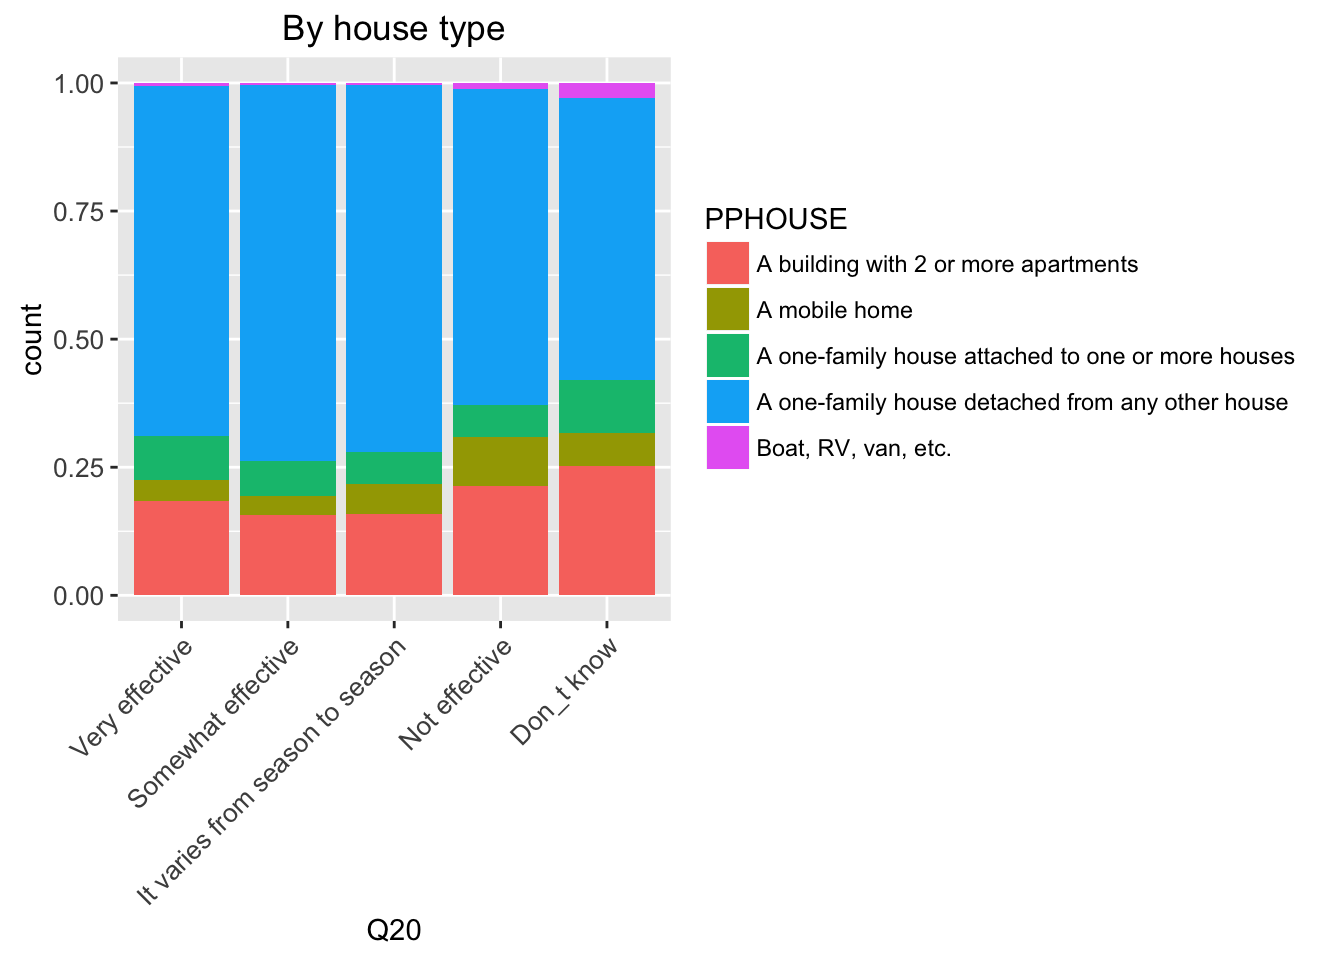 By house type
count
1.00
0.75
0.50
0.25
0.00
Very effective
Somewhat effective
It varies from season to season
Not effective
Don_t know
Q20
PPHOUSE
A building with 2 or more apartments
A mobile home
A one-family house attached to one or more houses
A one-family house detached from any other house
Boat, RV, van, etc.